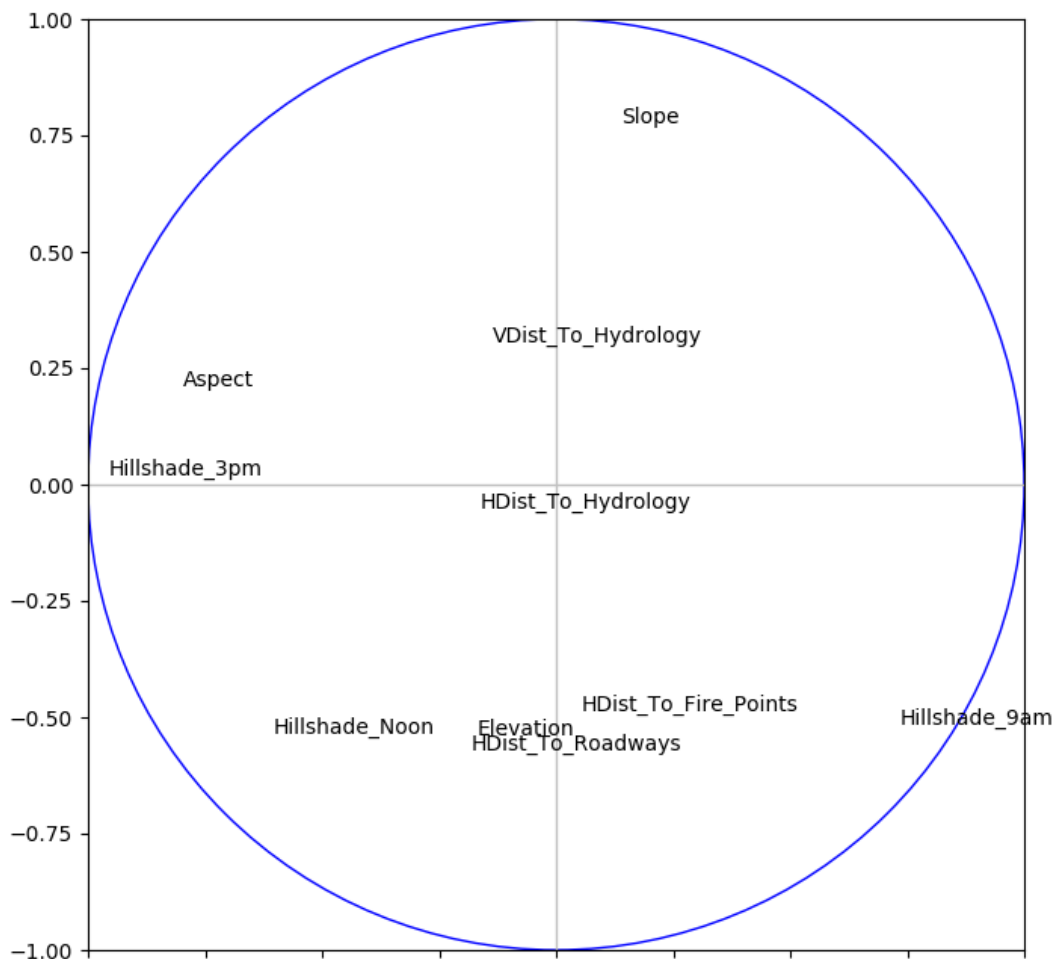 1.00
Slope
0.75
0.50
VDist_To_Hydrology
0.25
Aspect
Hillshade_3pm
0.00
HDist_To_Hydrology
−0.25
HDist_To_Fire_Points
−0.50
Hillshade_9am
Hillshade_Noon
Elevation
HDist_To_Roadways
−0.75
−1.00